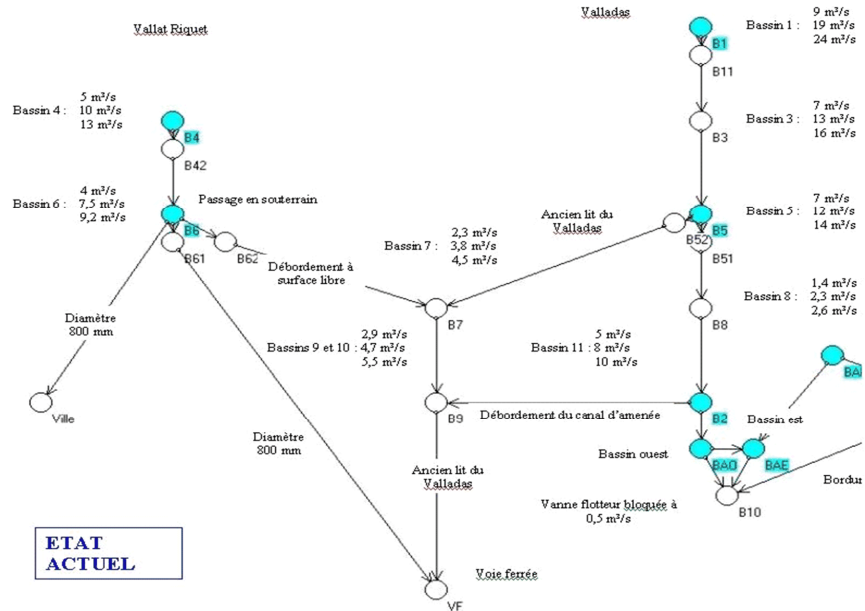 Vallat Riquet
Valladas
9 m³/s
Bassin 1 : 19 m³/s
24 m³/s
B1
B11
5 m³/s
Bassin 4 : 10 m³/s
13 m³/s
B4
B42
7 m³/s
Bassin 3 : 13 m³/s
16 m³/s
B3
4 m³/s
Bassin 6 : 7,5 m³/s
9,2 m³/s
Passage en souterrain
B6
B61
B62
Débordement à
surface libre
2,3 m³/s
Bassin 7 : 3,8 m³/s
4,5 m³/s
Ancien lit du
Valladas
7 m³/s
Bassin 5 : 12 m³/s
14 m³/s
B5
B52
B51
1,4 m³/s
Bassin 8 : 2,3 m³/s
2,6 m³/s
B7
B8
Diamètre
800 mm
2,9 m³/s
Bassins 9 et 10 : 4,7 m³/s
5,5 m³/s
5 m³/s
Bassin 11 : 8 m³/s
10 m³/s
Ville
B9
Débordement du canal d'amenée
B2
Bassin est
Diamètre
800 mm
Bassin ouest
BAO
BAE
Ancien lit du
Valladas
Vanne flotteur bloquée à
0,5 m³/s
B10
ETAT
ACTUEL
Voie ferrée
VF